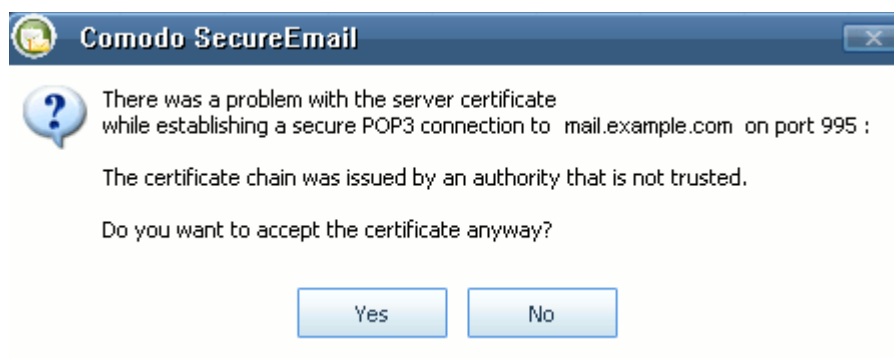 Comodo SecureEmail
There was a problem with the server certificate
while establishing a secure POP3 connection to mail.example.com on port 995 :
The certificate chain was issued by an authority that is not trusted.
Do you want to accept the certificate anyway?
Yes No